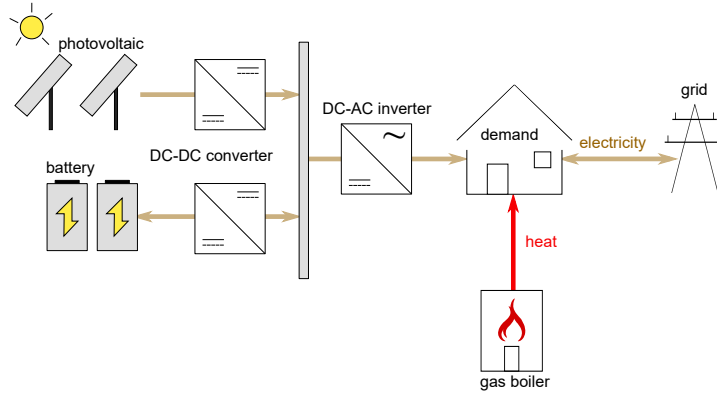 photovoltaic
grid
DC-AC inverter
demand
electricity
DC-DC converter
battery
heat
gas boiler